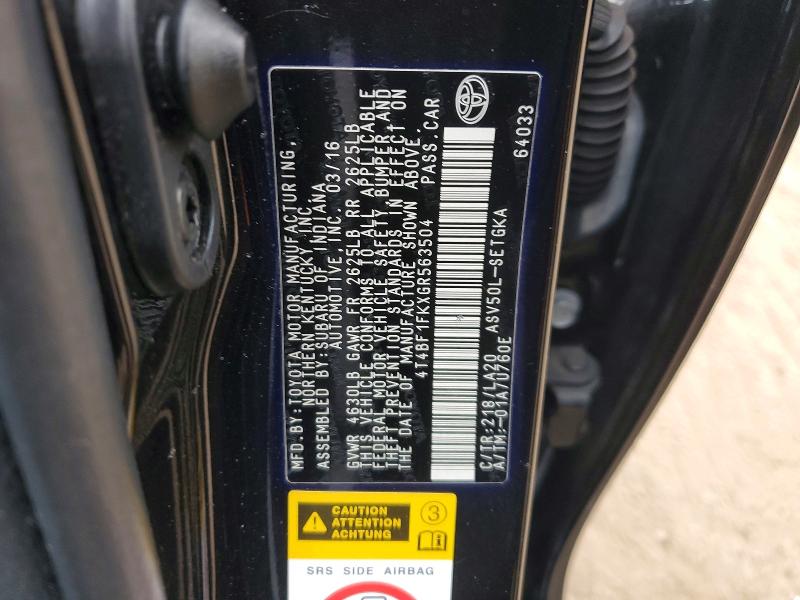 MFD.BY:TOYOTA MOTOR MANUFACTURING,
NORTHERN KENTUCKY INC.
ASSEMBLED BY:SUBARU OF INDIANA
AUTOMOTIVE,INC. 03/16
GVWR 4630LB GAWR FR 2625LB RR 2625LB
THIS VEHICLE CONFORMS TO ALL APPLICABLE
FEDERAL MOTOR VEHICLE SAFETY, BUMPER AND
THEFT PREVENTION STANDARDS IN EFFECT ON
THE DATE OF MANUFACTURE SHOWN ABOVE.
4T4BF1FKXGR563504 PASS.CAR
C/TR:218/LA20 ASV50L-SETGKA
A/TM:-01A/U760E 64033
CAUTION
ATTENTION
ACHTUNG
3
SRS SIDE AIRBAG